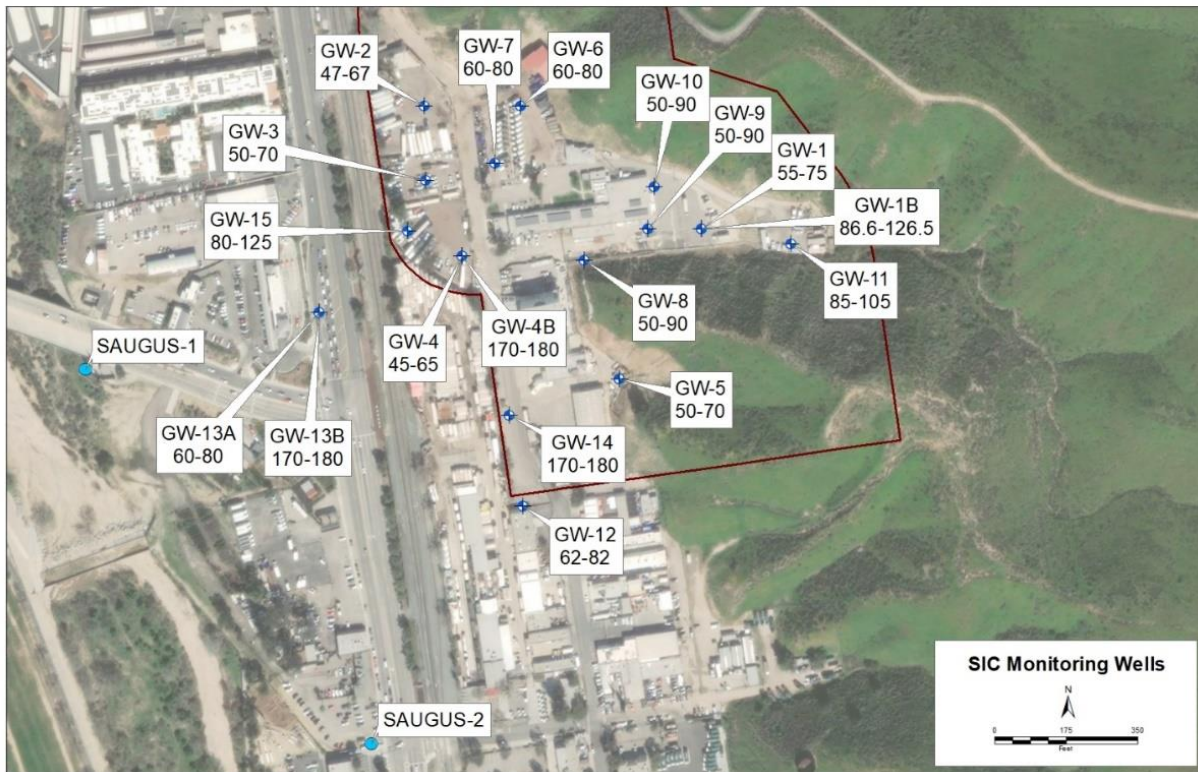 GW-2
47-67
GW-7
60-80
GW-6
60-80
GW-10
50-90
GW-9
50-90
GW-3
50-70
GW-1
55-75
GW-15
80-125
GW-1B
86.6-126.5
GW-11
85-105
GW-8
50-90
SAUGUS-1
GW-4
45-65
GW-4B
170-180
GW-5
50-70
GW-13A
60-80
GW-13B
170-180
GW-14
170-180
GW-12
62-82
SAUGUS-2
SIC Monitoring Wells
N
0 175 350
Feet